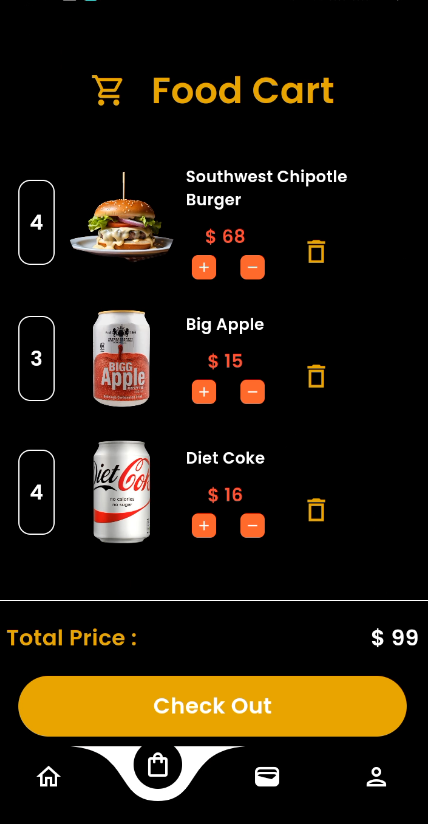 Food Cart
Southwest Chipotle
Burger
4
$ 68
+ −
Big Apple
3
$ 15
BIGG
Apple
+ −
Diet Coke
4
$ 16
Diet Cok
no calories
no sugar
+ −
Total Price :
$ 99
Check Out